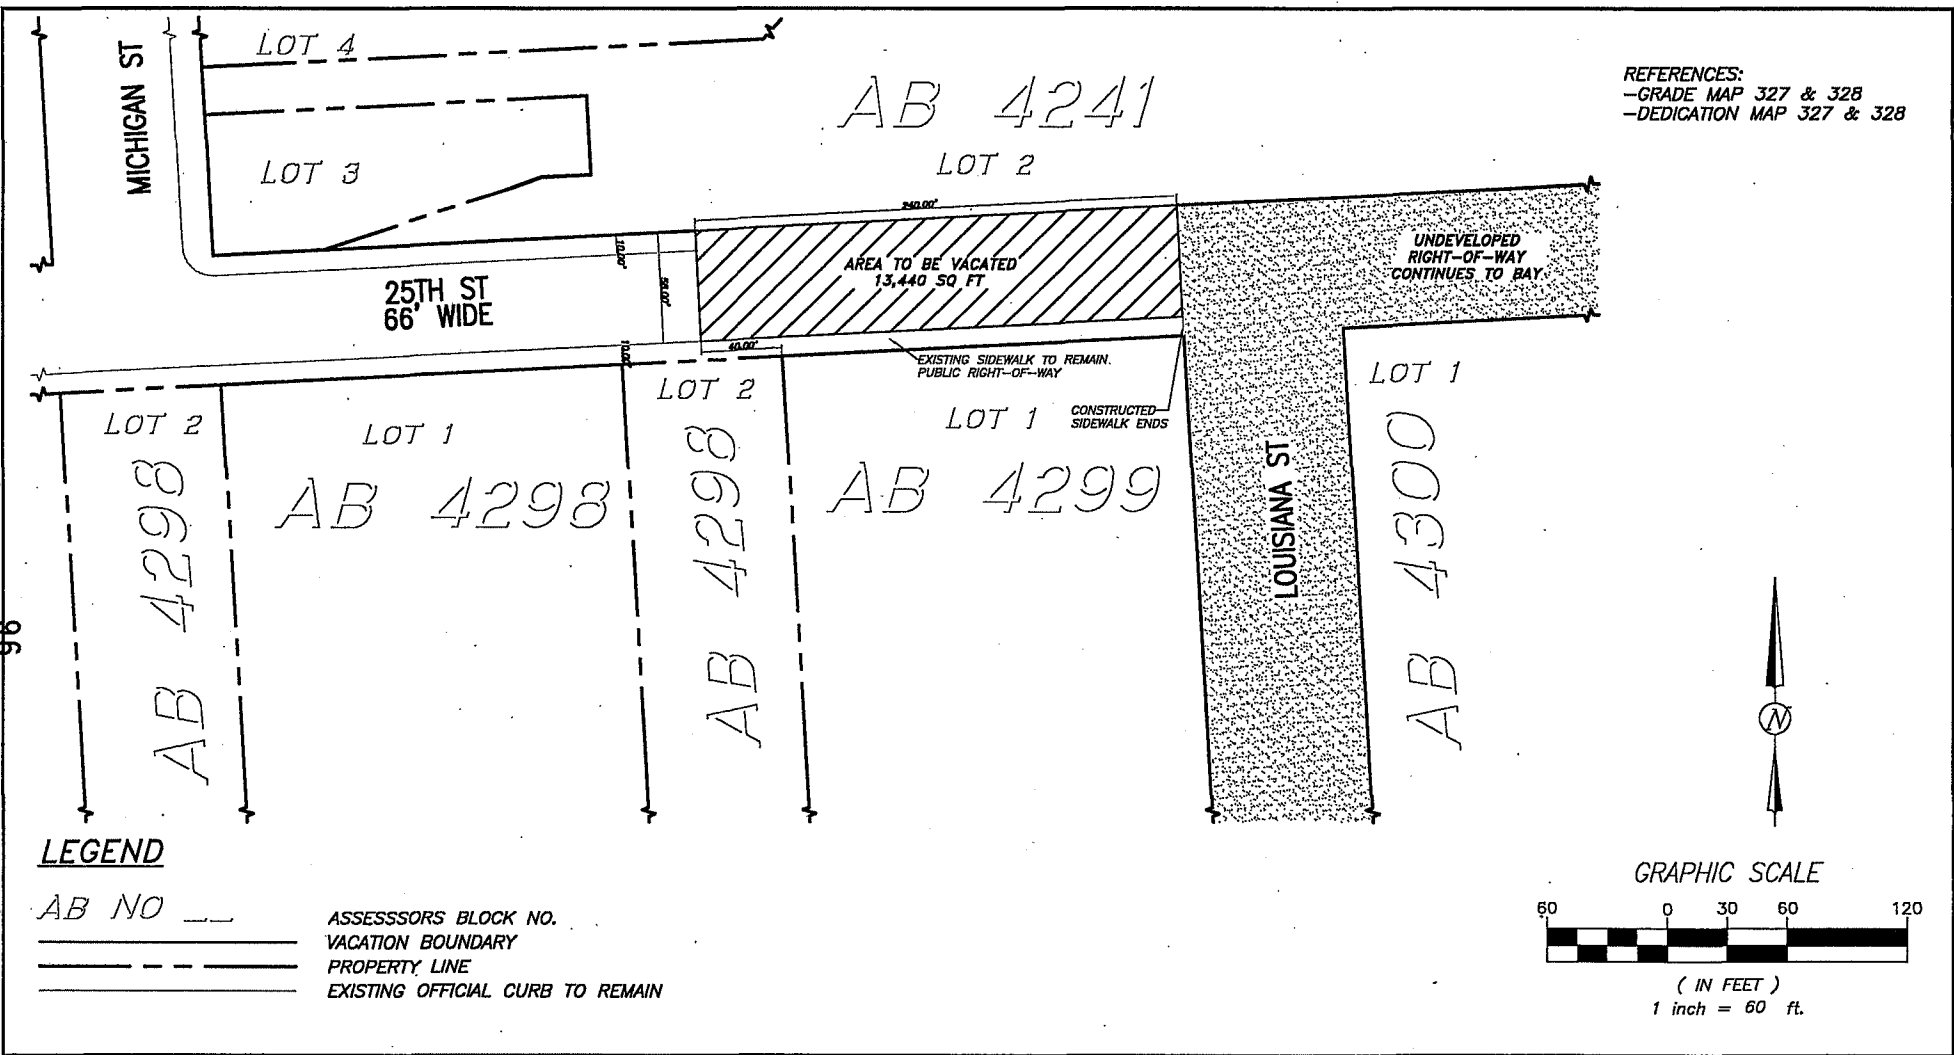 MICHIGAN ST
LOT 4
AB 4241
REFERENCES:
-GRADE MAP 327 & 328
-DEDICATION MAP 327 & 328
LOT 3
LOT 2
240.00'
10.00'
56.00'
AREA TO BE VACATED
13,440 SQ FT
UNDEVELOPED
RIGHT-OF-WAY
CONTINUES TO BAY
25TH ST
66' WIDE
10.00'
40.00'
EXISTING SIDEWALK TO REMAIN.
PUBLIC RIGHT-OF-WAY
LOT 2
LOT 1
LOT 2
LOT 1
CONSTRUCTED
SIDEWALK ENDS
LOT 1
AB 4298
AB 4298
AB 4298
AB 4299
LOUISIANA ST
AB 4300
96
N
LEGEND
AB NO __
ASSESSSORS BLOCK NO.
VACATION BOUNDARY
PROPERTY LINE
EXISTING OFFICIAL CURB TO REMAIN
GRAPHIC SCALE
60 0 30 60 120
( IN FEET )
1 inch = 60 ft.